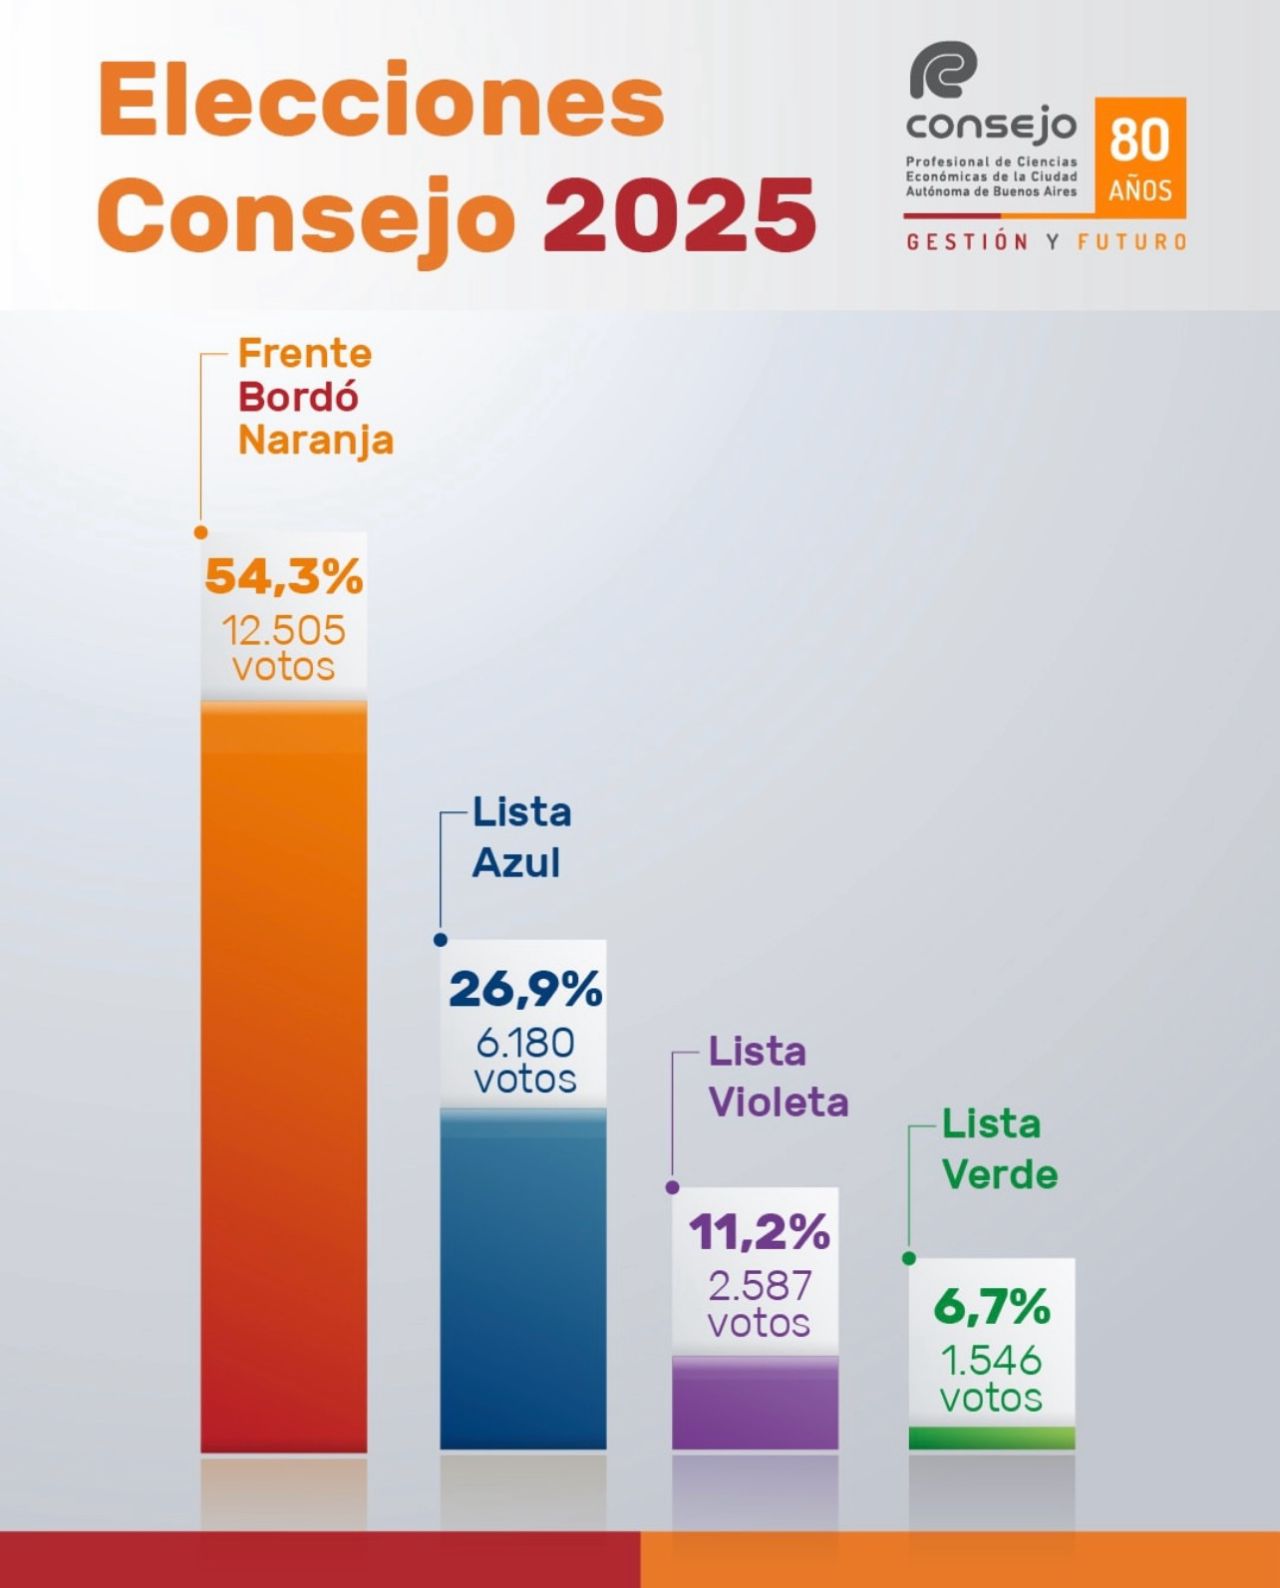 Elecciones
Consejo 2025
consejo
Profesional de Ciencias
Económicas de la Ciudad
Autónoma de Buenos Aires
80
AÑOS
GESTIÓN Y FUTURO
Frente
Bordó
Naranja
54,3%
12.505
votos
Lista
Azul
26,9%
6.180
votos
Lista
Violeta
11,2%
2.587
votos
Lista
Verde
6,7%
1.546
votos